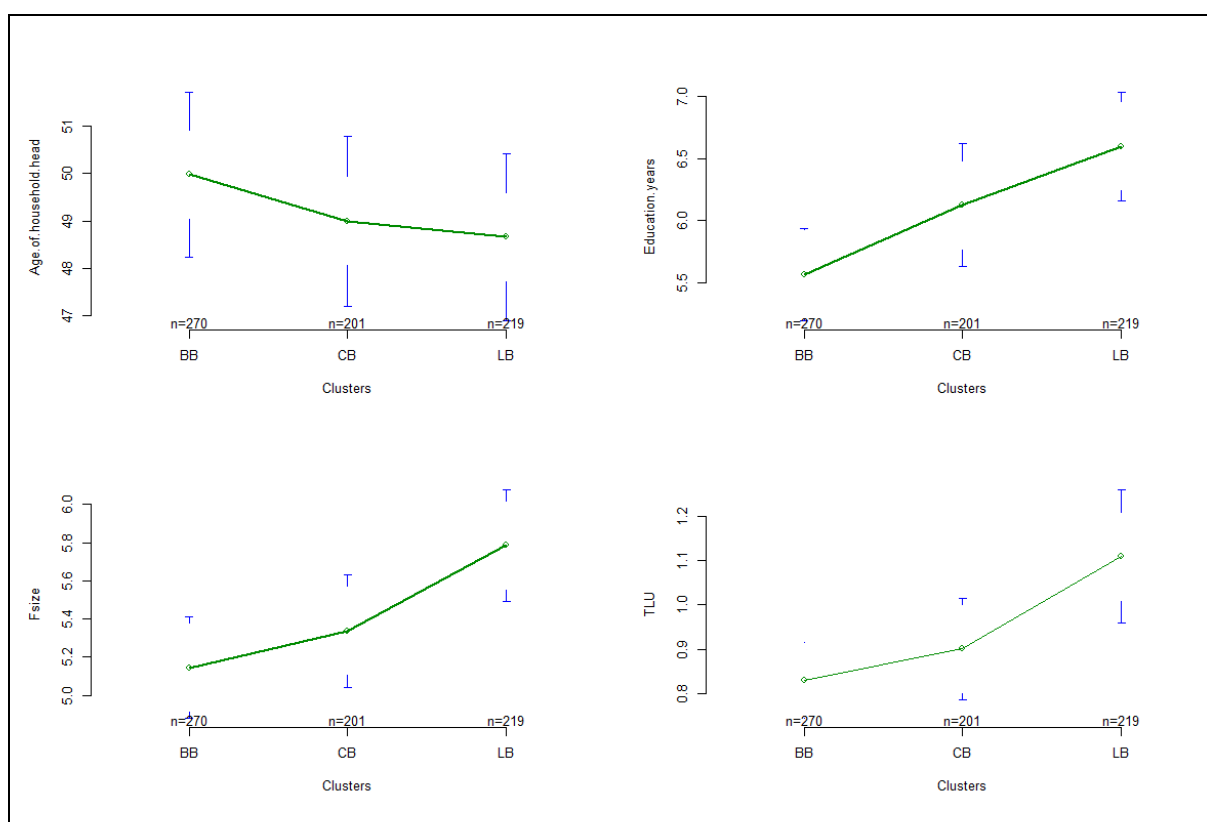 Age.of.household.head
51
50
49
48
47
n=270 n=201 n=219
BB CB LB
Clusters
Education.years
7.0
6.5
6.0
5.5
n=270 n=201 n=219
BB CB LB
Clusters
Fsize
6.0
5.8
5.6
5.4
5.2
5.0
n=270 n=201 n=219
BB CB LB
Clusters
TLU
1.2
1.1
1.0
0.9
0.8
n=270 n=201 n=219
BB CB LB
Clusters